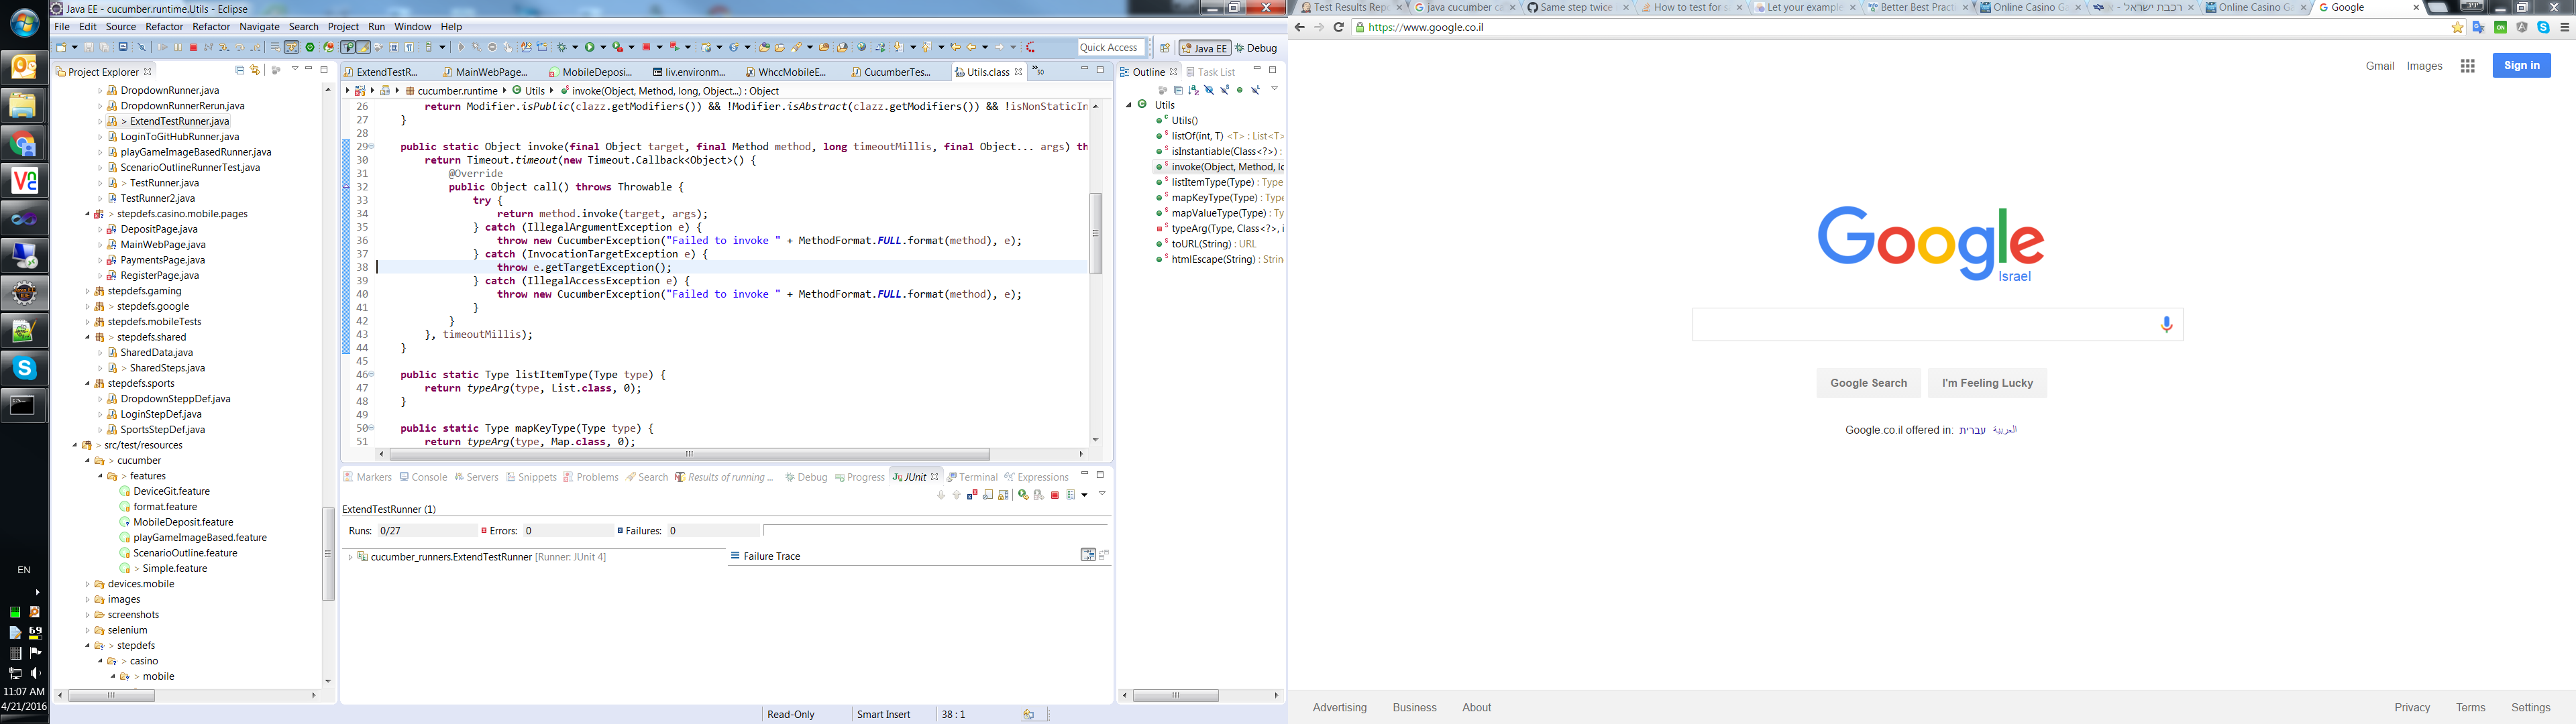 Java EE - cucumber.runtime.Utils - Eclipse
File Edit Source Refactor Refactor Navigate Search Project Run Window Help
Quick Access
Java EE
Debug
Project Explorer
DropdownRunner.java
DropdownRunnerRerun.java
> ExtendTestRunner.java
LoginToGitHubRunner.java
playGameImageBasedRunner.java
ScenarioOutlineRunnerTest.java
> TestRunner.java
TestRunner2.java
> stepdefs.casino.mobile.pages
DepositPage.java
MainWebPage.java
PaymentsPage.java
RegisterPage.java
stepdefs.gaming
> stepdefs.google
stepdefs.mobileTests
> stepdefs.shared
SharedData.java
> SharedSteps.java
stepdefs.sports
DropdownSteppDef.java
LoginStepDef.java
SportsStepDef.java
> src/test/resources
> cucumber
> features
DeviceGit.feature
format.feature
MobileDeposit.feature
playGameImageBased.feature
ScenarioOutline.feature
> Simple.feature
devices.mobile
images
screenshots
selenium
> stepdefs
> casino
> mobile
EN
69
11:07 AM
4/21/2016
ExtendTestR...
MainWebPage...
MobileDeposi...
liv.environm...
WhccMobileE...
CucumberTes...
Utils.class
»50
cucumber.runtime
Utils
invoke(Object, Method, long, Object...) : Object
26 return Modifier.isPublic(clazz.getModifiers()) && !Modifier.isAbstract(clazz.getModifiers()) && !isNonStaticIn
27 }
28
29 public static Object invoke(final Object target, final Method method, long timeoutMillis, final Object... args) th
30 return Timeout.timeout(new Timeout.Callback<Object>() {
31 @Override
32 public Object call() throws Throwable {
33 try {
34 return method.invoke(target, args);
35 } catch (IllegalArgumentException e) {
36 throw new CucumberException("Failed to invoke " + MethodFormat.FULL.format(method), e);
37 } catch (InvocationTargetException e) {
38 throw e.getTargetException();
39 } catch (IllegalAccessException e) {
40 throw new CucumberException("Failed to invoke " + MethodFormat.FULL.format(method), e);
41 }
42 }
43 }, timeoutMillis);
44 }
45
46 public static Type listItemType(Type type) {
47 return typeArg(type, List.class, 0);
48 }
49
50 public static Type mapKeyType(Type type) {
51 return typeArg(type, Map.class, 0);
Markers Console Servers Snippets Problems Search Results of running ... Debug Progress JUnit Terminal Expressions
ExtendTestRunner (1)
Runs: 0/27 Errors: 0 Failures: 0
cucumber_runners.ExtendTestRunner [Runner: JUnit 4]
Failure Trace
Read-Only Smart Insert 38 : 1
Outline Task List
Utils
Utils()
listOf(int, T) <T> : List<T>
isInstantiable(Class<?>) :
invoke(Object, Method, lo
listItemType(Type) : Type
mapKeyType(Type) : Type
mapValueType(Type) : Ty
typeArg(Type, Class<?>, i
toURL(String) : URL
htmlEscape(String) : Strin
Test Results Rep
java cucumber cal
Same step twice
How to test for s
Let your example
Better Best Practi
Online Casino Ga
רכבת ישראל -
Online Casino Ga
Google
יניב
https://www.google.co.il
Gmail Images Sign in
Google
Israel
Google Search I'm Feeling Lucky
Google.co.il offered in: עברית العربية
Advertising Business About Privacy Terms Settings